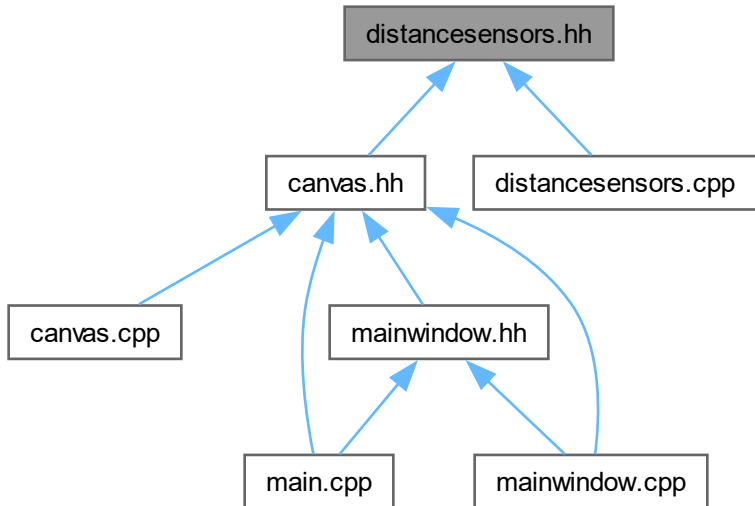 distancesensors.hh
canvas.hh
distancesensors.cpp
canvas.cpp
mainwindow.hh
main.cpp
mainwindow.cpp